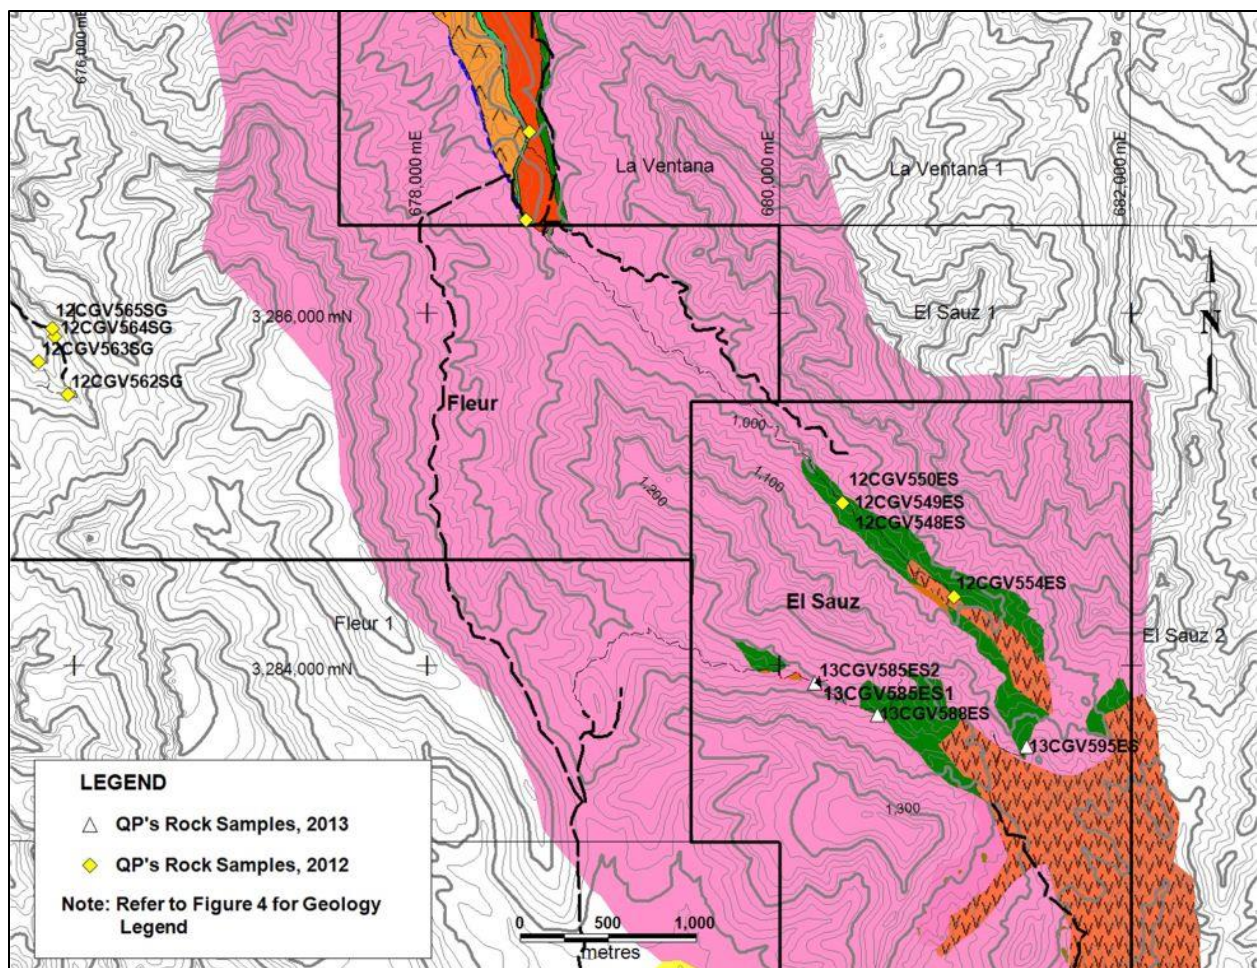 676,000 mE
678,000 mE
La Ventana
680,000 mE
La Ventana 1
682,000 mE
12CGV565SG
12CGV564SG
12CGV563SG
12CGV562SG
3,286,000 mN
El Sauz 1
N
Fleur
1,000
1,100
1,200
12CGV550ES
12CGV549ES
12CGV548ES
12CGV554ES
El Sauz
Fleur 1
El Sauz 2
3,284,000 mN
13CGV585ES2
13CGV585ES1
13CGV588ES
13CGV595ES
1,300
LEGEND
QP's Rock Samples, 2013
QP's Rock Samples, 2012
Note: Refer to Figure 4 for Geology
Legend
0 500 1,000
metres